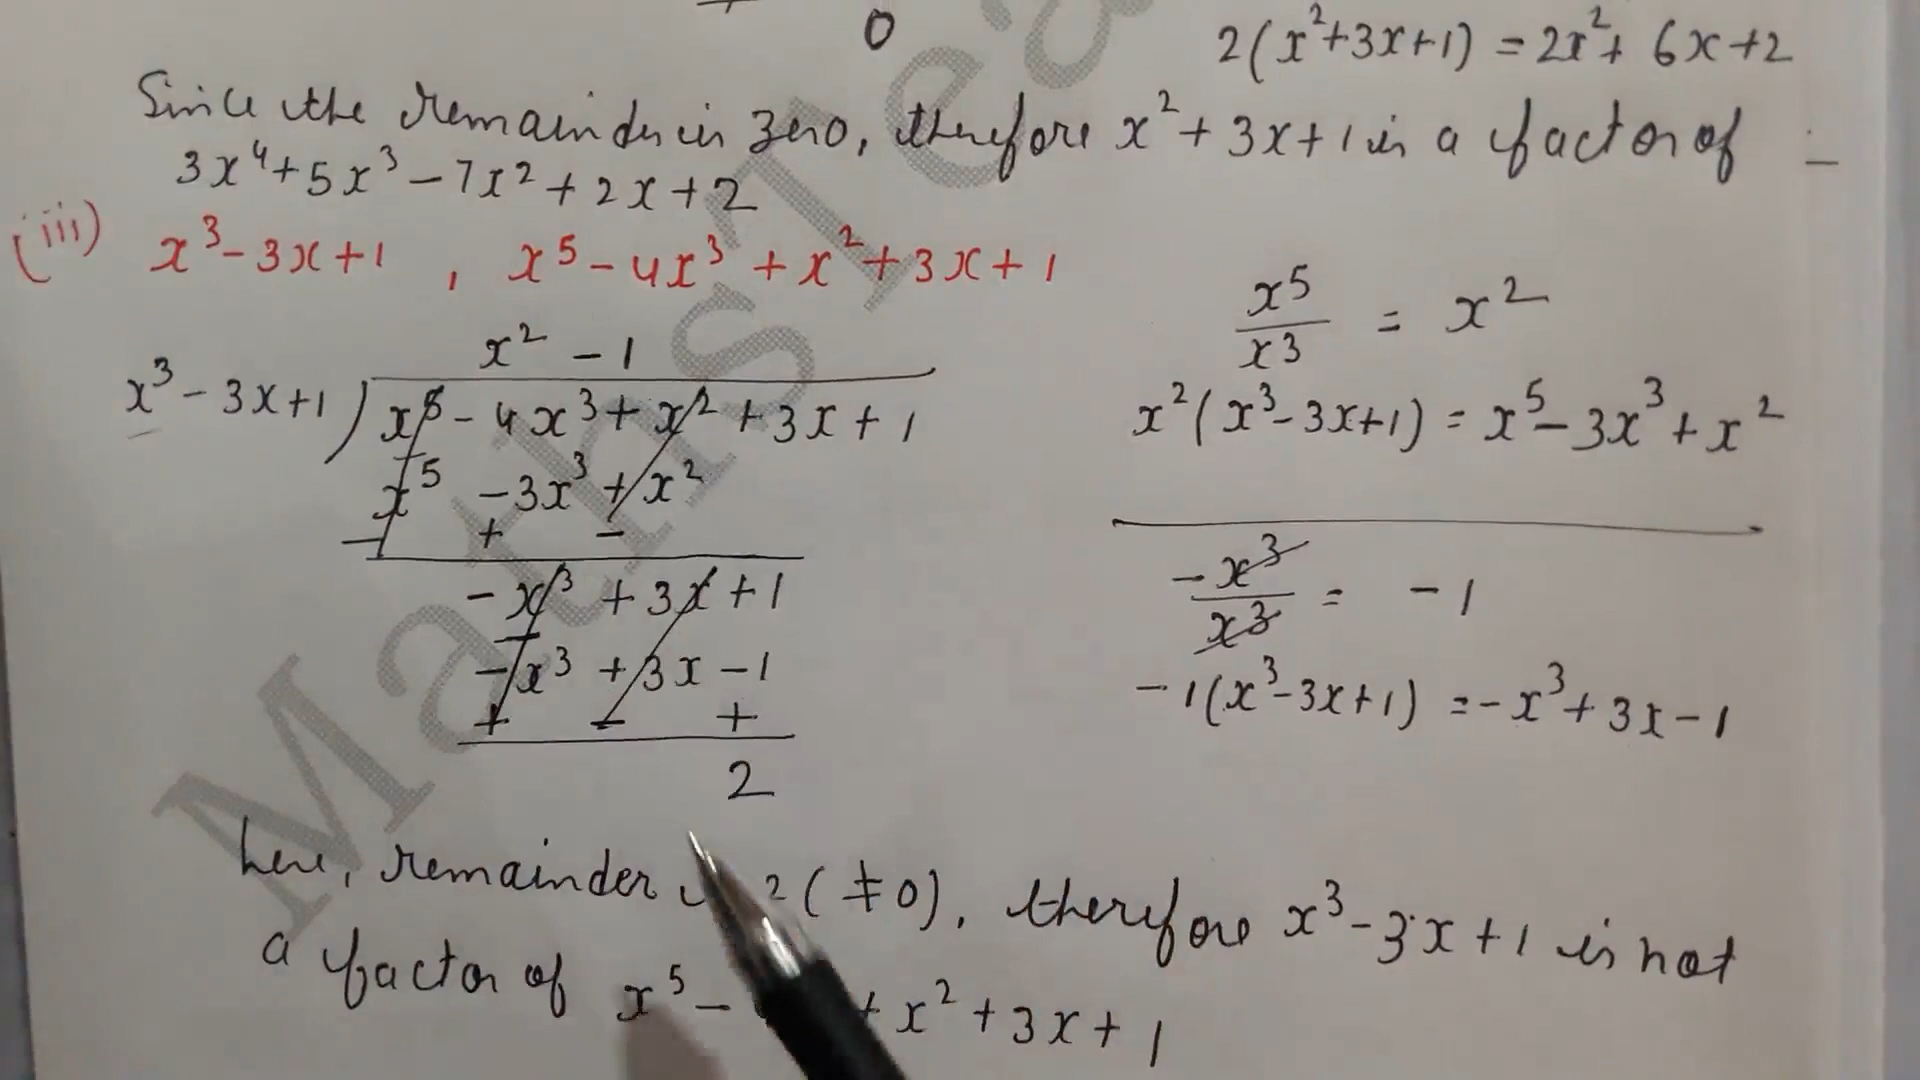 0
2(x²+3x+1) = 2x²+ 6x+2
Since the remainder is zero, therefore x²+3x+1 is a factor of
3x⁴+5x³-7x²+2x+2
(iii) x³-3x+1 , x⁵-4x³+x²+3x+1
x⁵/x³ = x²
x² -1
x³-3x+1 ) x⁵-4x³+x²+3x+1
x²(x³-3x+1) = x⁵-3x³+x²
x⁵ -3x³+x²
- + -
-x³ +3x+1
-x³/x³ = -1
-x³ +3x-1
-1(x³-3x+1) = -x³+3x-1
+ - +
2
here, remainder 2 (≠0), therefore x³-3x+1 is not
a factor of x⁵- + x²+3x+1
Maths Tea